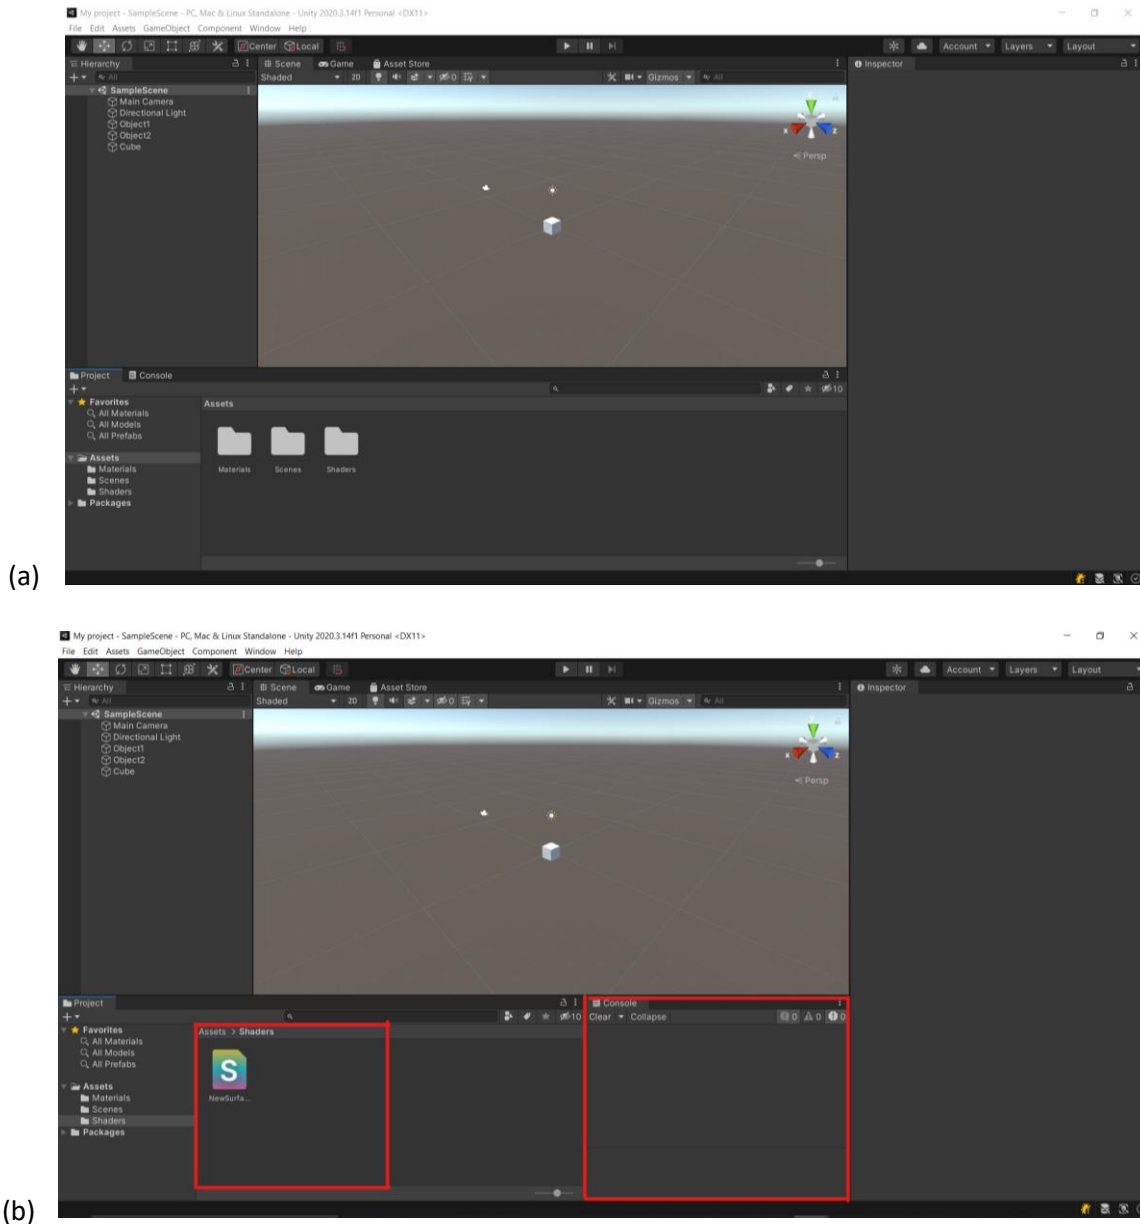 My project - SampleScene - PC, Mac & Linux Standalone - Unity 2020.3.14f1 Personal <DX11>
File Edit Assets GameObject Component Window Help
Center Local Account Layers Layout
Hierarchy Scene Game Asset Store Inspector
All Shaded 2D 0 Gizmos All
SampleScene
Main Camera
Directional Light
Object1
Object2
Cube
x z
Persp
Project Console
10
Favorites Assets
All Materials
All Models
All Prefabs
Assets
Materials
Scenes
Shaders
Packages
Materials Scenes Shaders
(a)
My project - SampleScene - PC, Mac & Linux Standalone - Unity 2020.3.14f1 Personal <DX11>
File Edit Assets GameObject Component Window Help
Center Local Account Layers Layout
Hierarchy Scene Game Asset Store Inspector
All Shaded 2D 0 Gizmos All
SampleScene
Main Camera
Directional Light
Object1
Object2
Cube
x z
Persp
Project Console
10 Clear Collapse 0 0 0
Favorites Assets > Shaders
All Materials
All Models
All Prefabs
Assets
Materials
Scenes
Shaders
Packages
S
NewSurfa...
(b)